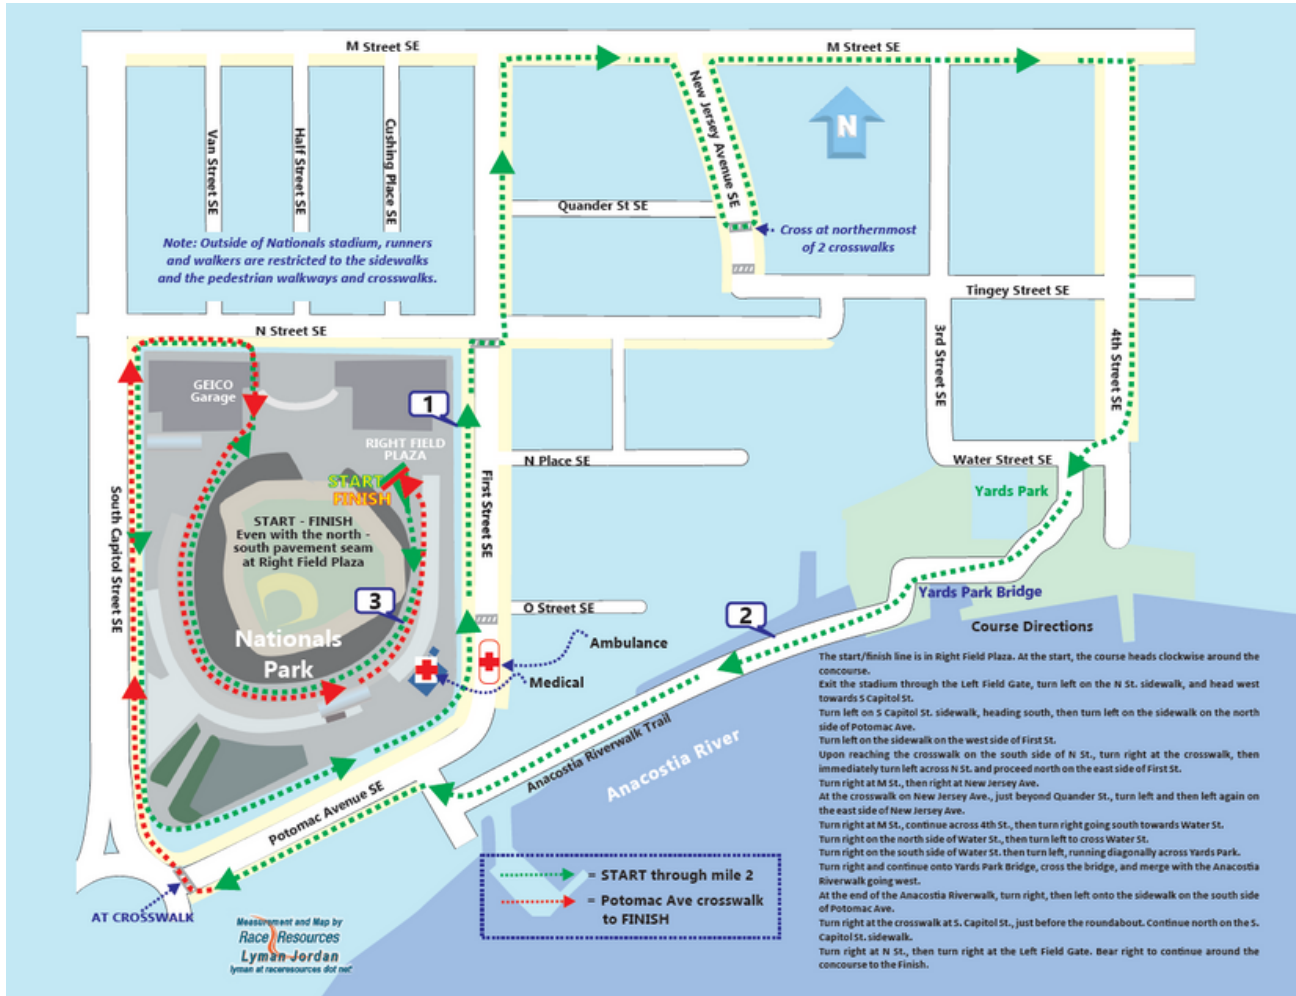 M Street SE
M Street SE
New Jersey Avenue SE
N
Van Street SE
Half Street SE
Cushing Place SE
Quander St SE
Note: Outside of Nationals stadium, runners
and walkers are restricted to the sidewalks
and the pedestrian walkways and crosswalks.
Cross at northernmost
of 2 crosswalks
Tingey Street SE
N Street SE
3rd Street SE
4th Street SE
GEICO
Garage
1
RIGHT FIELD
PLAZA
START
FINISH
N Place SE
Water Street SE
Yards Park
First Street SE
South Capitol Street SE
START - FINISH
Even with the north -
south pavement seam
at Right Field Plaza
3
O Street SE
2
Yards Park Bridge
Nationals
Park
Ambulance
Medical
Anacostia Riverwalk Trail
Anacostia River
Potomac Avenue SE
AT CROSSWALK
Course Directions
The start/finish line is in Right Field Plaza. At the start, the course heads clockwise around the
concourse.
Exit the stadium through the Left Field Gate, turn left on the N St. sidewalk, and head west
towards S Capitol St.
Turn left on S Capitol St. sidewalk, heading south, then turn left on the sidewalk on the north
side of Potomac Ave.
Turn left on the sidewalk on the west side of First St.
Upon reaching the crosswalk on the south side of N St., turn right at the crosswalk, then
immediately turn left across N St. and proceed north on the east side of First St.
Turn right at M St., then right at New Jersey Ave.
At the crosswalk on New Jersey Ave., just beyond Quander St., turn left and then left again on
the east side of New Jersey Ave.
Turn right at M St., continue across 4th St., then turn right going south towards Water St.
Turn right on the north side of Water St., then turn left to cross Water St.
Turn right on the south side of Water St. then turn left, running diagonally across Yards Park.
Turn right and continue onto Yards Park Bridge, cross the bridge, and merge with the Anacostia
Riverwalk going west.
At the end of the Anacostia Riverwalk, turn right, then left onto the sidewalk on the south side
of Potomac Ave.
Turn right at the crosswalk at S. Capitol St., just before the roundabout. Continue north on the S.
Capitol St. sidewalk.
Turn right at N St., then turn right at the Left Field Gate. Bear right to continue around the
concourse to the Finish.
= START through mile 2
= Potomac Ave crosswalk
to FINISH
Measurement and Map by
Race Resources
Lyman Jordan
lyman at raceresources dot net